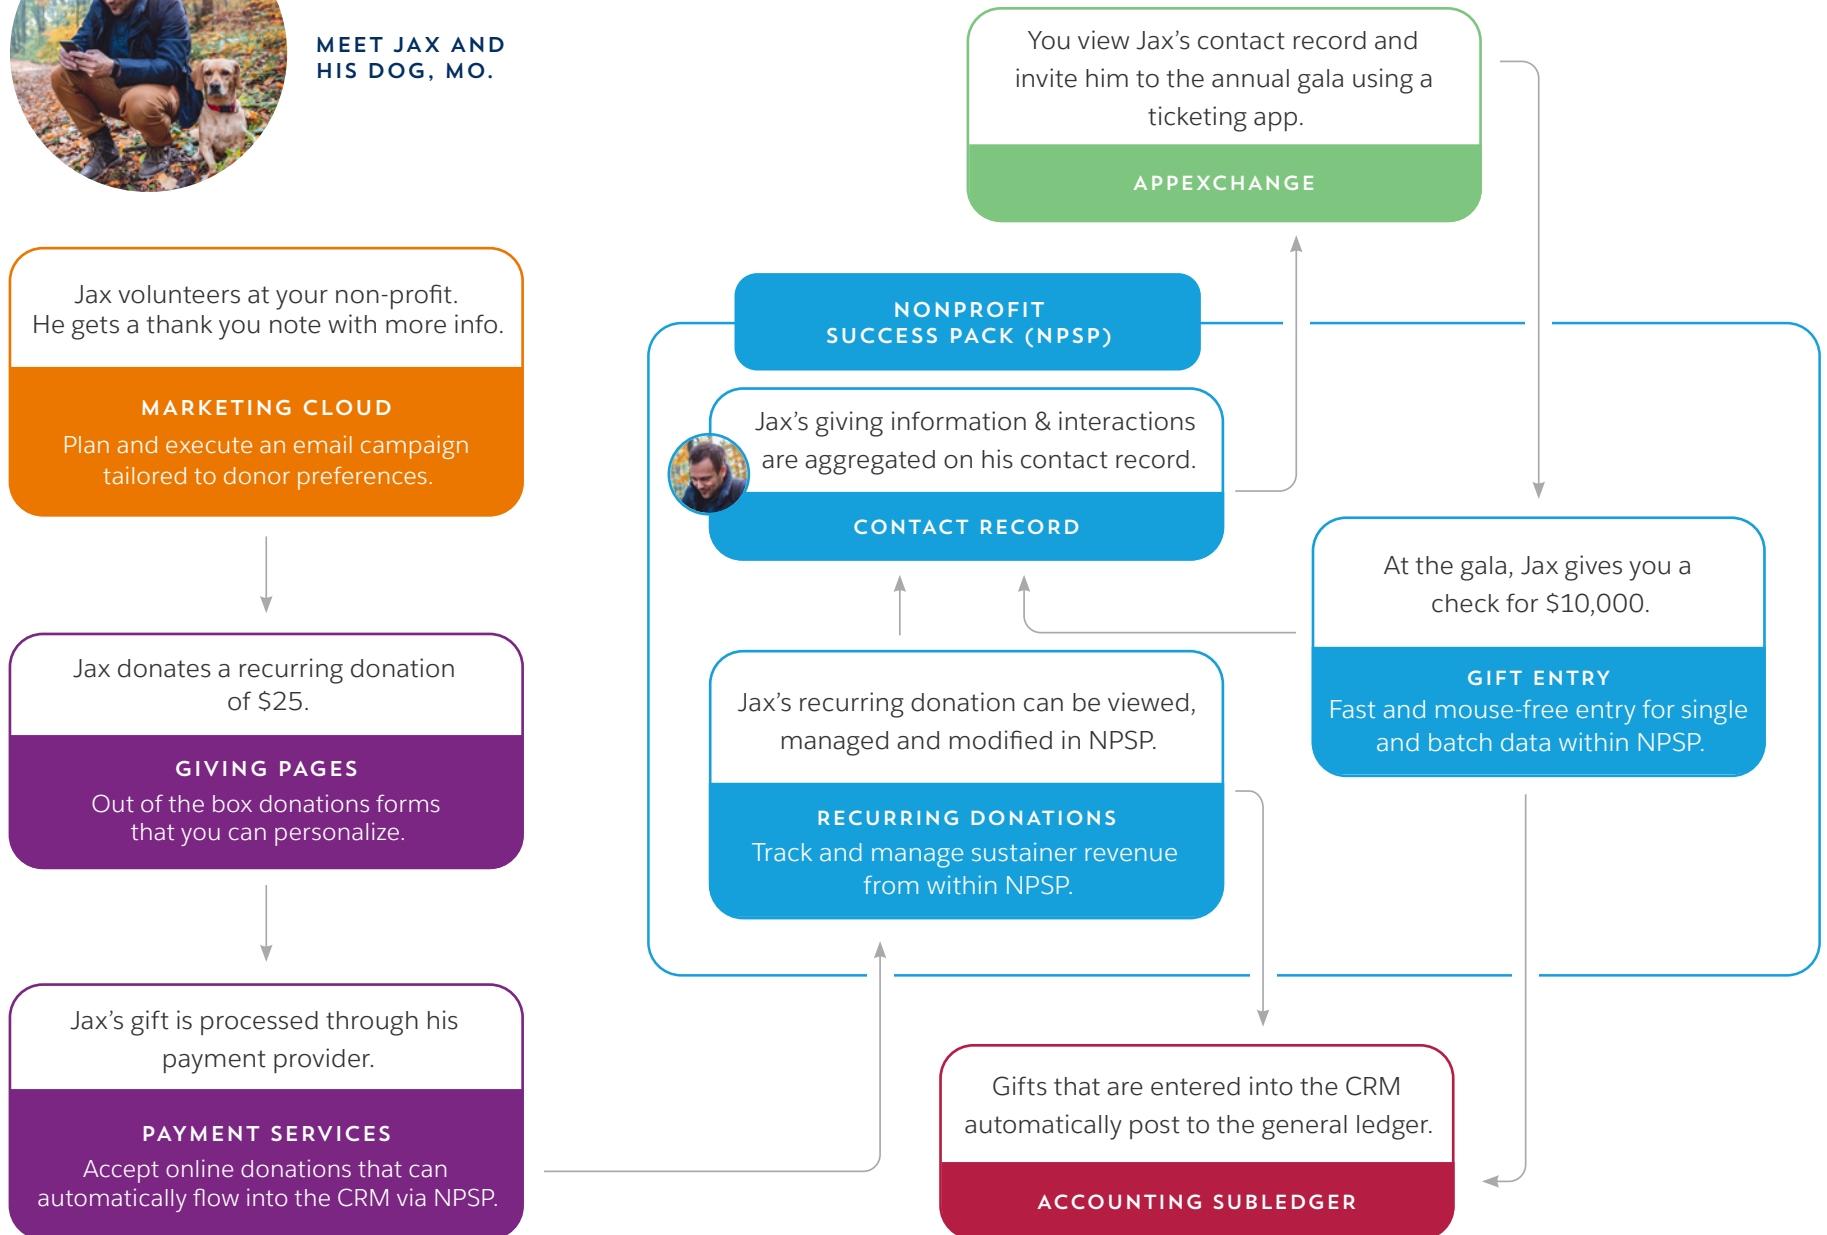 MEET JAX AND
HIS DOG, MO.
Jax volunteers at your non-profit.
He gets a thank you note with more info.
MARKETING CLOUD
Plan and execute an email campaign
tailored to donor preferences.
Jax donates a recurring donation
of $25.
GIVING PAGES
Out of the box donations forms
that you can personalize.
Jax’s gift is processed through his
payment provider.
PAYMENT SERVICES
Accept online donations that can
automatically flow into the CRM via NPSP.
NONPROFIT
SUCCESS PACK (NPSP)
Jax’s giving information & interactions
are aggregated on his contact record.
CONTACT RECORD
Jax’s recurring donation can be viewed,
managed and modified in NPSP.
RECURRING DONATIONS
Track and manage sustainer revenue
from within NPSP.
You view Jax’s contact record and
invite him to the annual gala using a
ticketing app.
APPEXCHANGE
At the gala, Jax gives you a
check for $10,000.
GIFT ENTRY
Fast and mouse-free entry for single
and batch data within NPSP.
Gifts that are entered into the CRM
automatically post to the general ledger.
ACCOUNTING SUBLEDGER